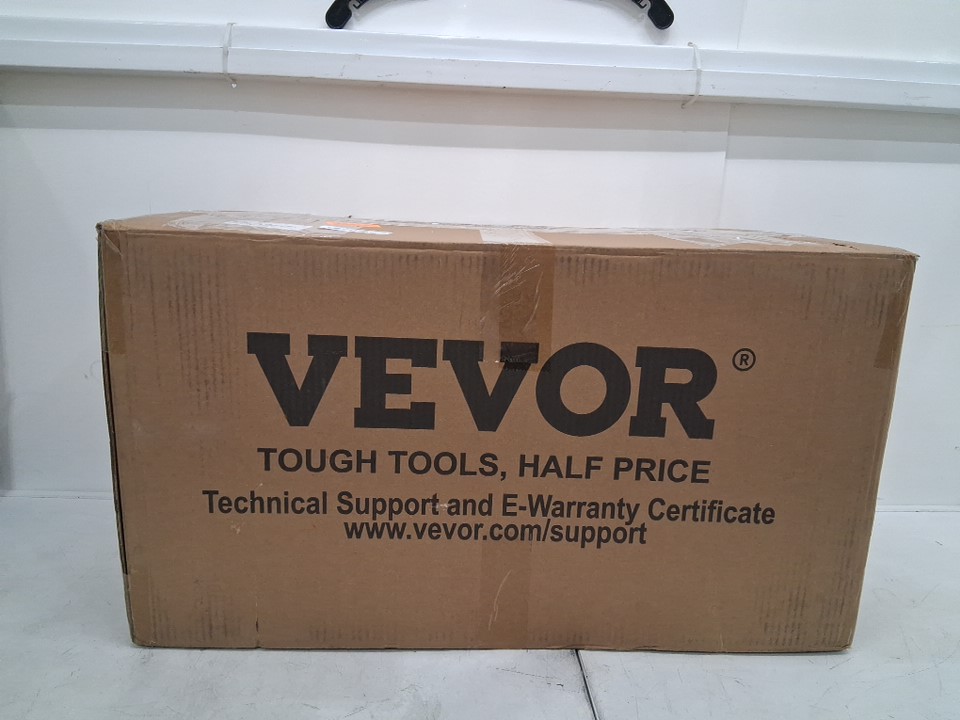 VEVOR®
TOUGH TOOLS, HALF PRICE
Technical Support and E-Warranty Certificate
www.vevor.com/support